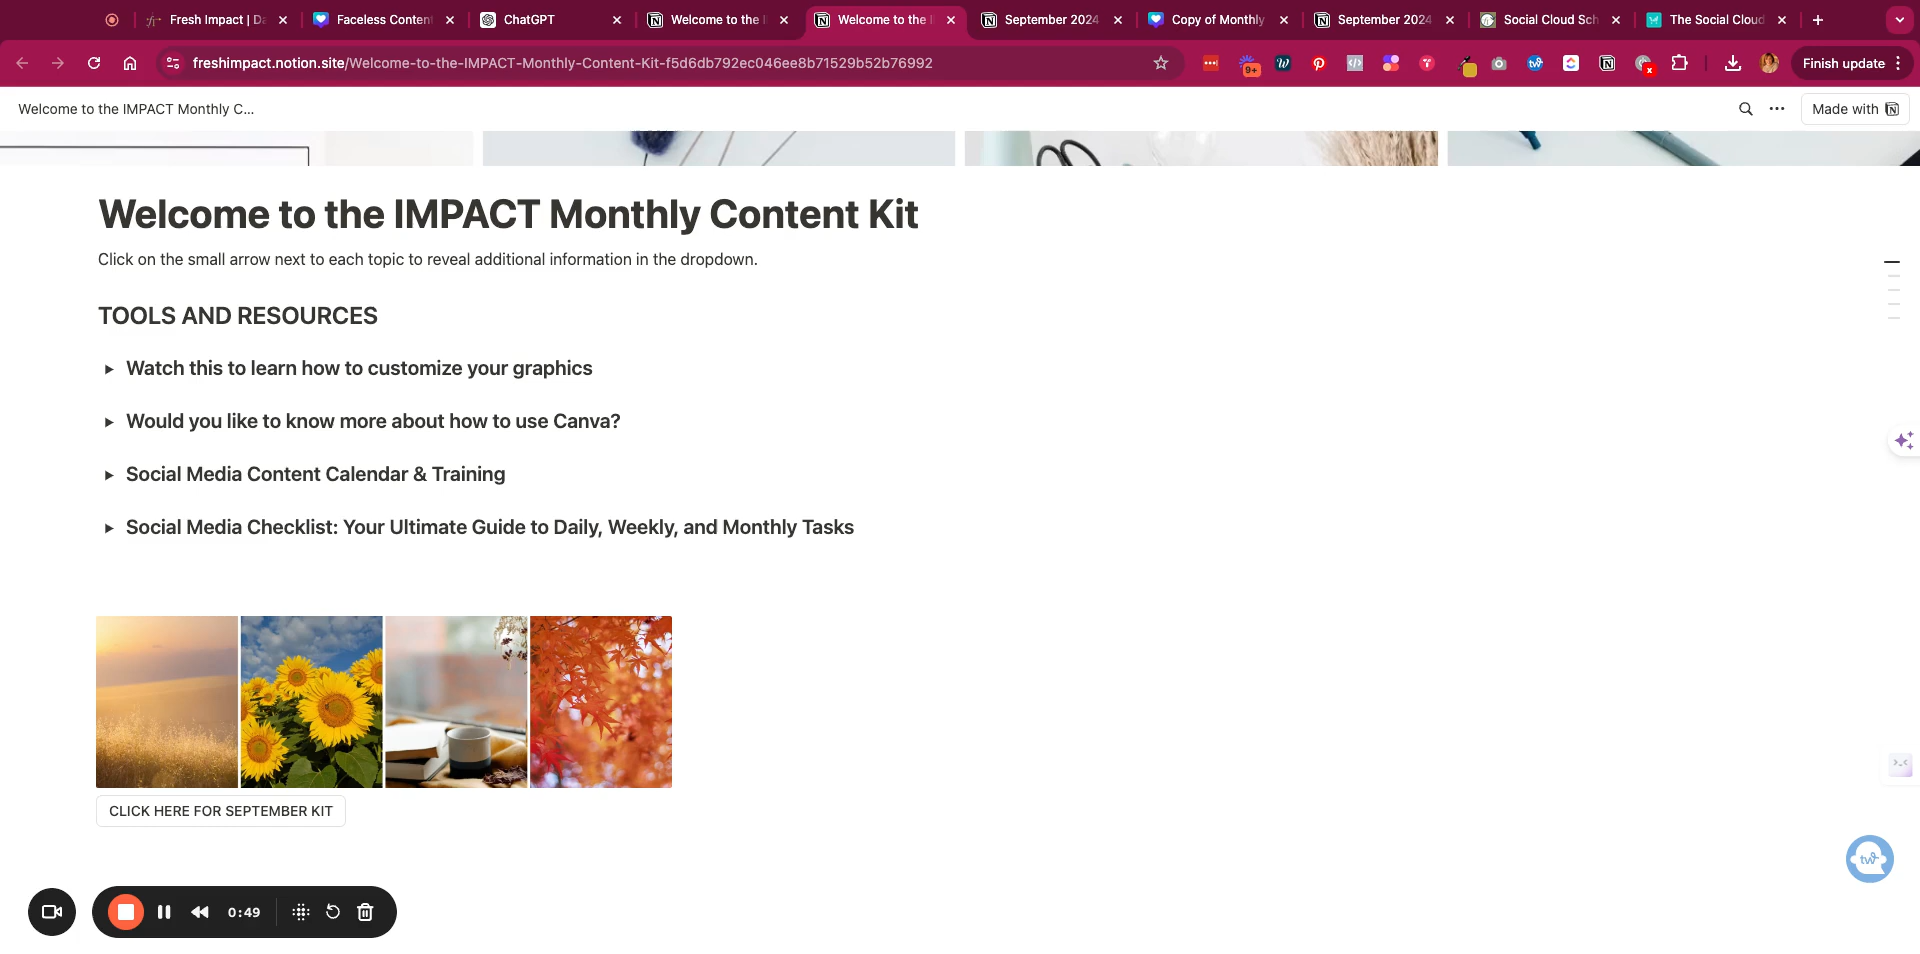 Fresh Impact | Da
Faceless Content
ChatGPT
Welcome to the I
Welcome to the I
September 2024
Copy of Monthly
September 2024
Social Cloud Sch
The Social Cloud
freshimpact.notion.site/Welcome-to-the-IMPACT-Monthly-Content-Kit-f5d6db792ec046ee8b71529b52b76992
9+
Finish update
Welcome to the IMPACT Monthly C...
Made with
Welcome to the IMPACT Monthly Content Kit
Click on the small arrow next to each topic to reveal additional information in the dropdown.
TOOLS AND RESOURCES
Watch this to learn how to customize your graphics
Would you like to know more about how to use Canva?
Social Media Content Calendar & Training
Social Media Checklist: Your Ultimate Guide to Daily, Weekly, and Monthly Tasks
CLICK HERE FOR SEPTEMBER KIT
tw
0:49